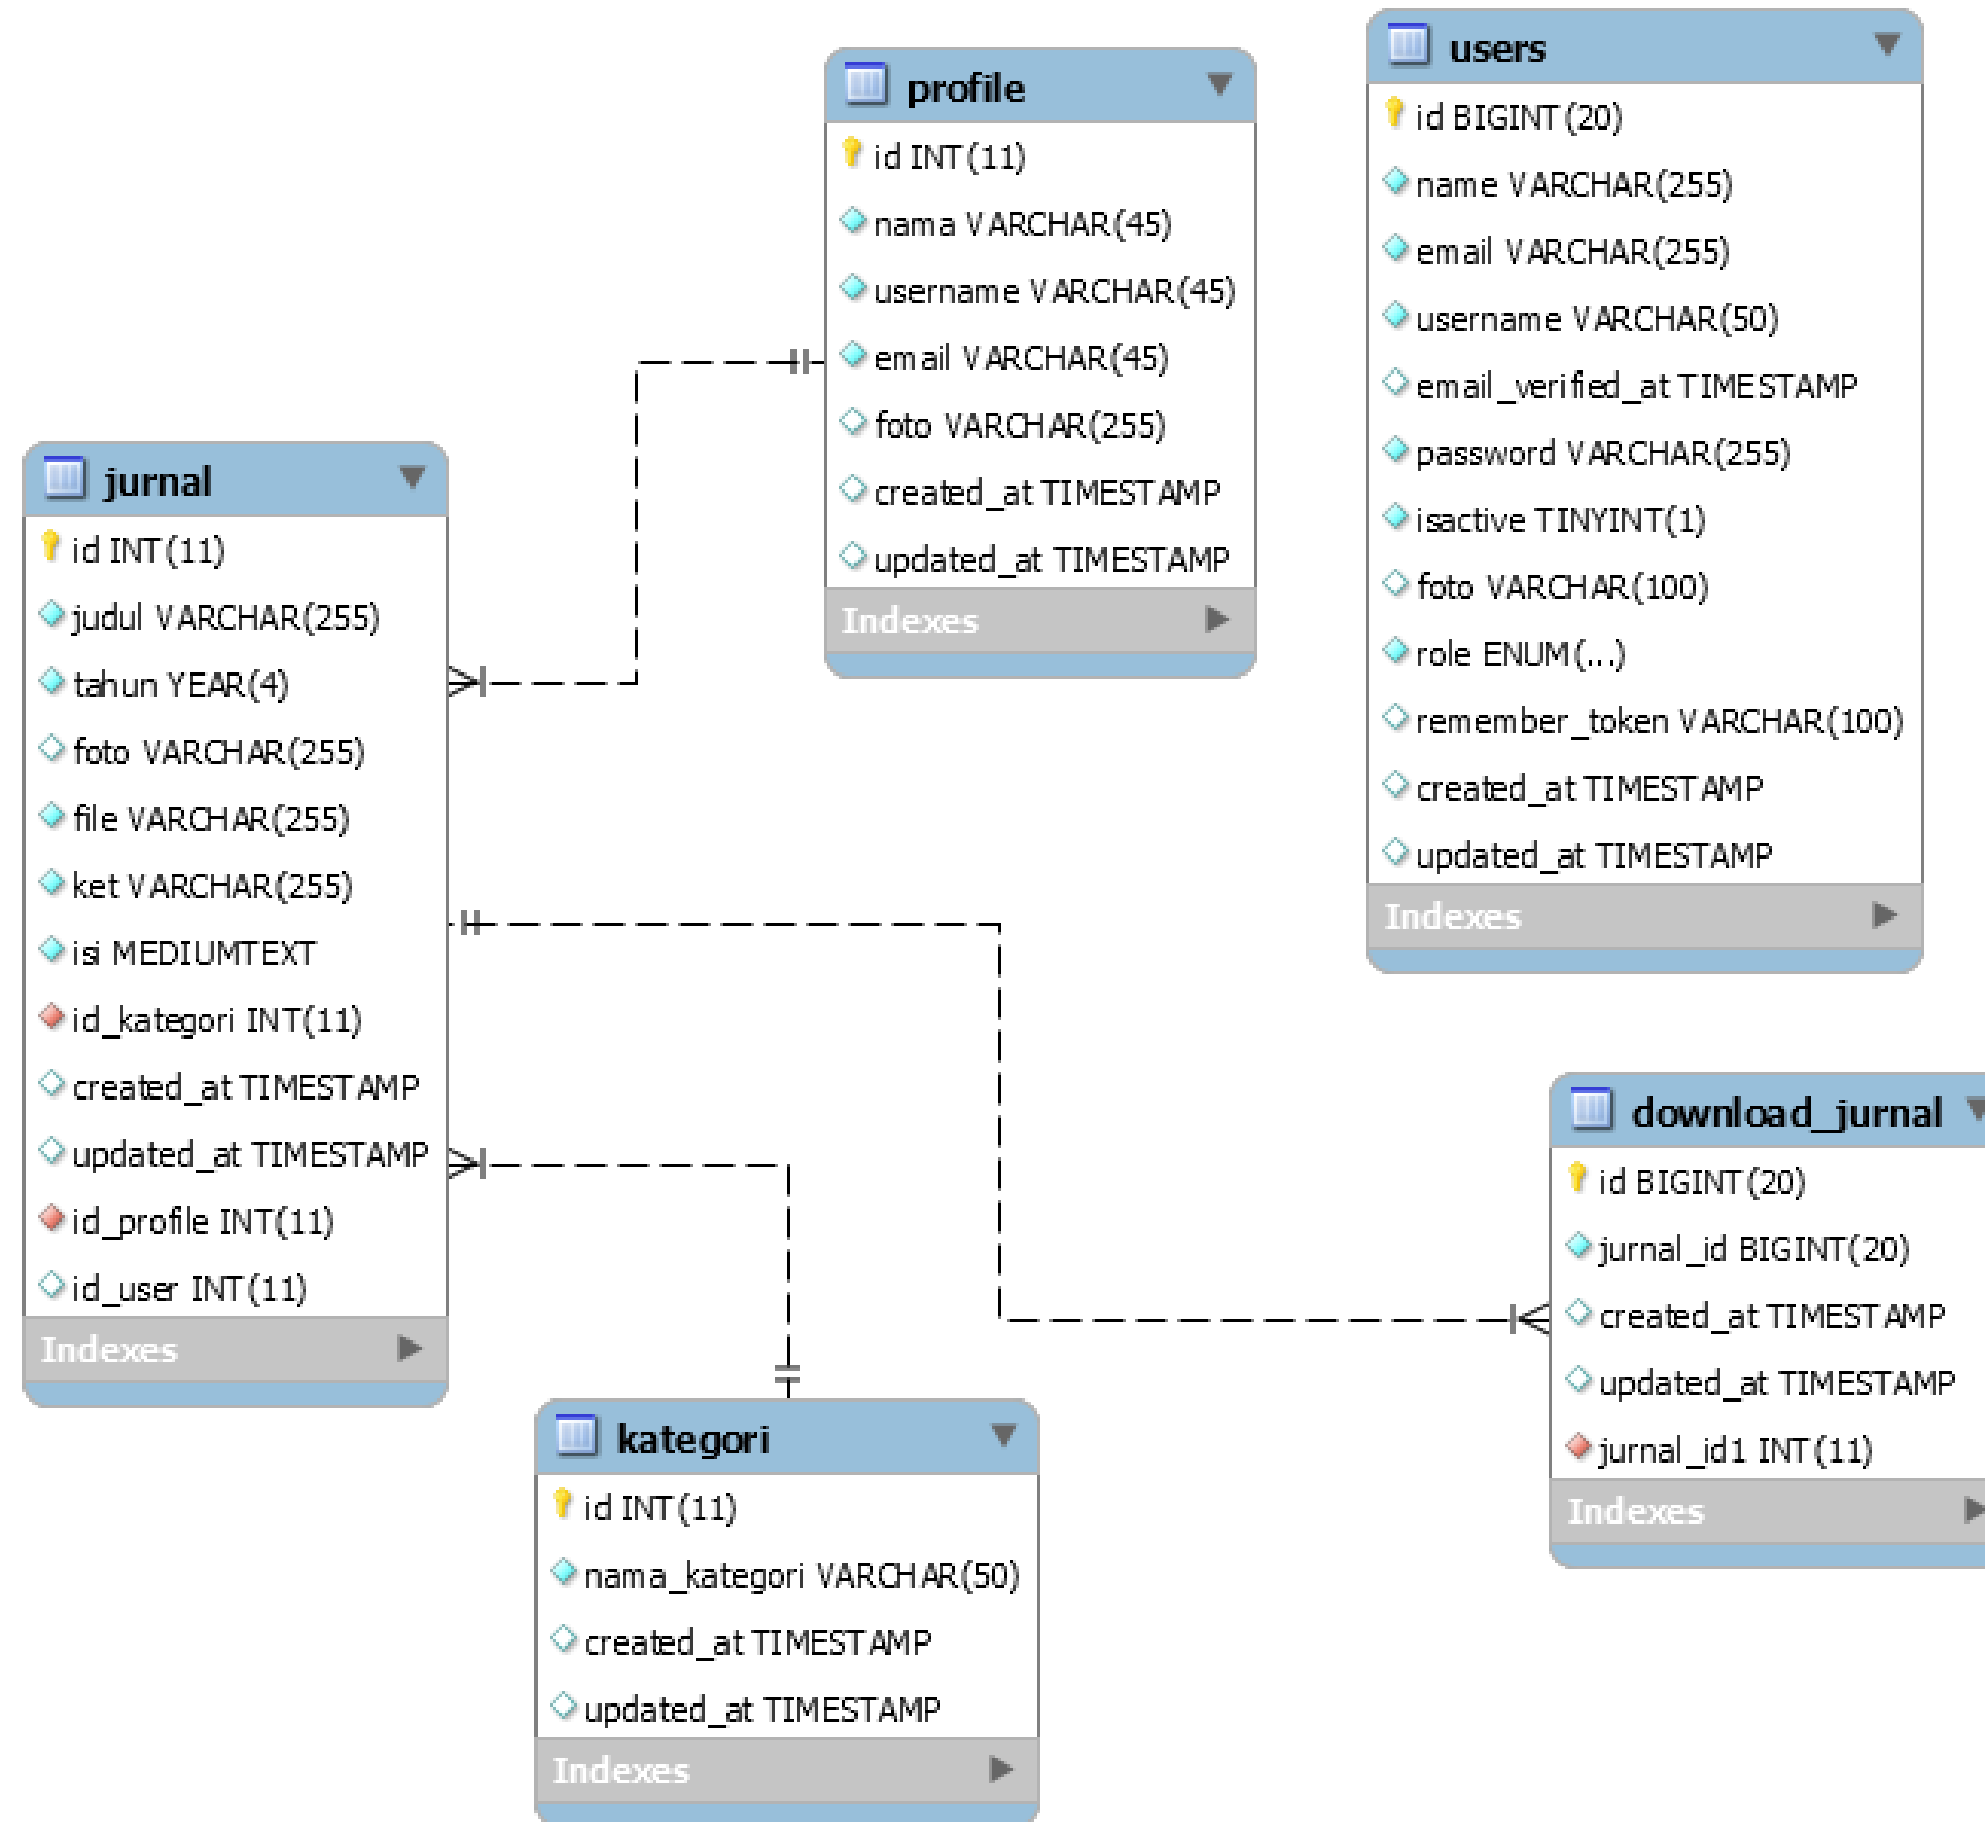 profile
id INT(11)
nama VARCHAR(45)
username VARCHAR(45)
email VARCHAR(45)
foto VARCHAR(255)
created_at TIMESTAMP
updated_at TIMESTAMP
Indexes
users
id BIGINT(20)
name VARCHAR(255)
email VARCHAR(255)
username VARCHAR(50)
email_verified_at TIMESTAMP
password VARCHAR(255)
isactive TINYINT(1)
foto VARCHAR(100)
role ENUM(...)
remember_token VARCHAR(100)
created_at TIMESTAMP
updated_at TIMESTAMP
Indexes
jurnal
id INT(11)
judul VARCHAR(255)
tahun YEAR(4)
foto VARCHAR(255)
file VARCHAR(255)
ket VARCHAR(255)
isi MEDIUMTEXT
id_kategori INT(11)
created_at TIMESTAMP
updated_at TIMESTAMP
id_profile INT(11)
id_user INT(11)
Indexes
kategori
id INT(11)
nama_kategori VARCHAR(50)
created_at TIMESTAMP
updated_at TIMESTAMP
Indexes
download_jurnal
id BIGINT(20)
jurnal_id BIGINT(20)
created_at TIMESTAMP
updated_at TIMESTAMP
jurnal_id1 INT(11)
Indexes